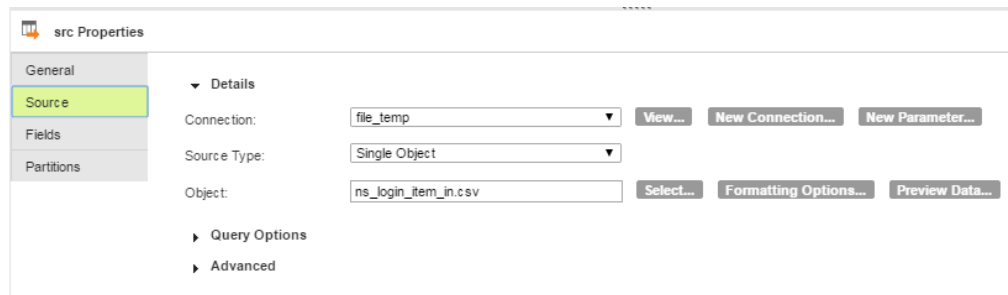 src Properties
General
Source
Fields
Partitions
Details
Connection: file_temp View... New Connection... New Parameter...
Source Type: Single Object
Object: ns_login_item_in.csv Select... Formatting Options... Preview Data...
Query Options
Advanced